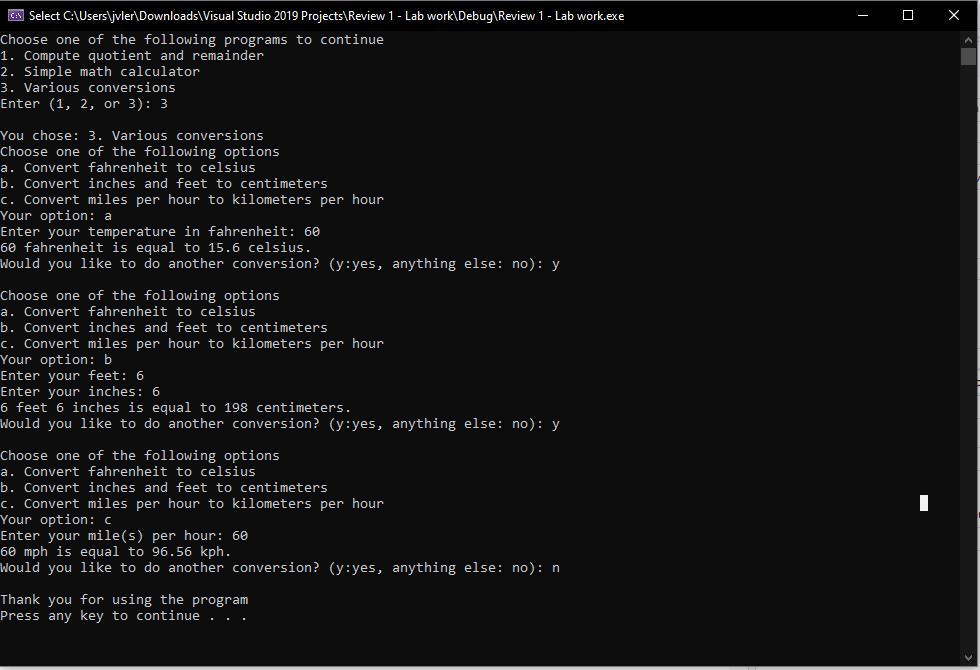 Select C:\Users\jvler\Downloads\Visual Studio 2019 Projects\Review 1 - Lab work\Debug\Review 1 - Lab work.exe
Choose one of the following programs to continue
1. Compute quotient and remainder
2. Simple math calculator
3. Various conversions
Enter (1, 2, or 3): 3
You chose: 3. Various conversions
Choose one of the following options
a. Convert fahrenheit to celsius
b. Convert inches and feet to centimeters
c. Convert miles per hour to kilometers per hour
Your option: a
Enter your temperature in fahrenheit: 60
60 fahrenheit is equal to 15.6 celsius.
Would you like to do another conversion? (y:yes, anything else: no): y
Choose one of the following options
a. Convert fahrenheit to celsius
b. Convert inches and feet to centimeters
c. Convert miles per hour to kilometers per hour
Your option: b
Enter your feet: 6
Enter your inches: 6
6 feet 6 inches is equal to 198 centimeters.
Would you like to do another conversion? (y:yes, anything else: no): y
Choose one of the following options
a. Convert fahrenheit to celsius
b. Convert inches and feet to centimeters
c. Convert miles per hour to kilometers per hour
Your option: c
Enter your mile(s) per hour: 60
60 mph is equal to 96.56 kph.
Would you like to do another conversion? (y:yes, anything else: no): n
Thank you for using the program
Press any key to continue . . .